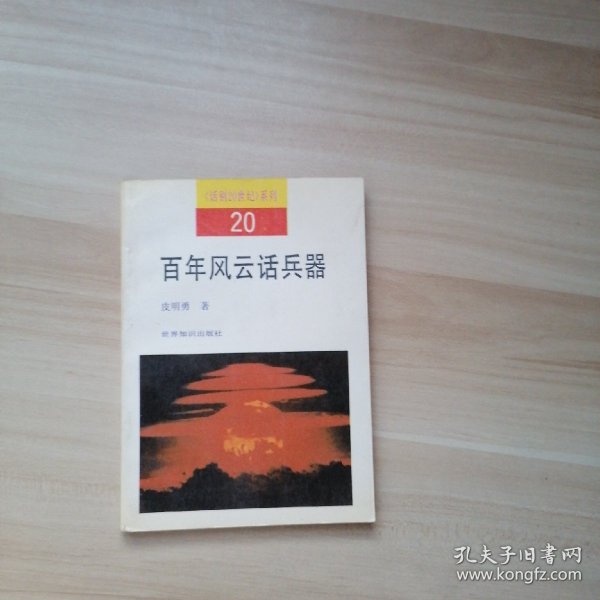 《话别20世纪》系列
20
百年风云话兵器
皮明勇 著
世界知识出版社
孔夫子旧书网
www.kongfz.com